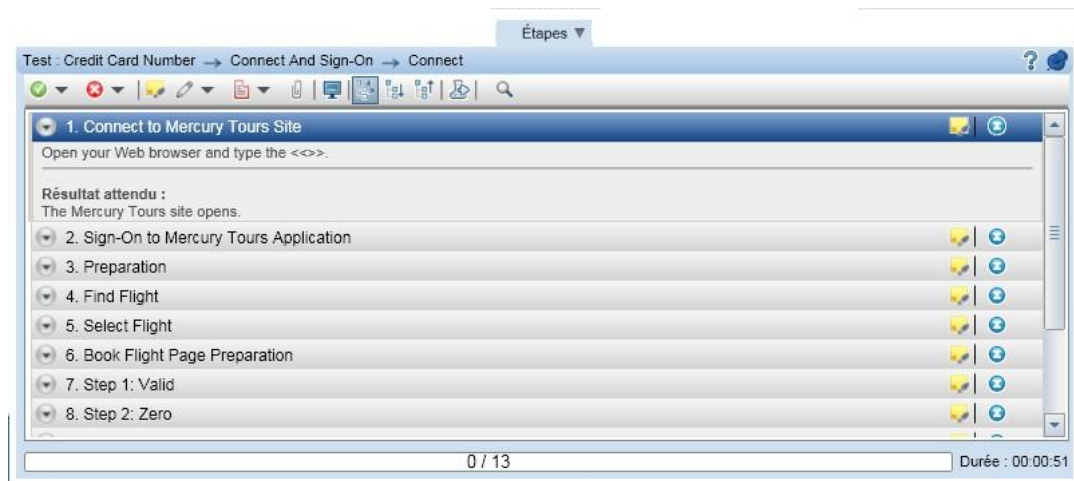 Étapes
Test : Credit Card Number → Connect And Sign-On → Connect
1. Connect to Mercury Tours Site
Open your Web browser and type the <<>>.
Résultat attendu :
The Mercury Tours site opens.
2. Sign-On to Mercury Tours Application
3. Preparation
4. Find Flight
5. Select Flight
6. Book Flight Page Preparation
7. Step 1: Valid
8. Step 2: Zero
0 / 13
Durée : 00:00:51